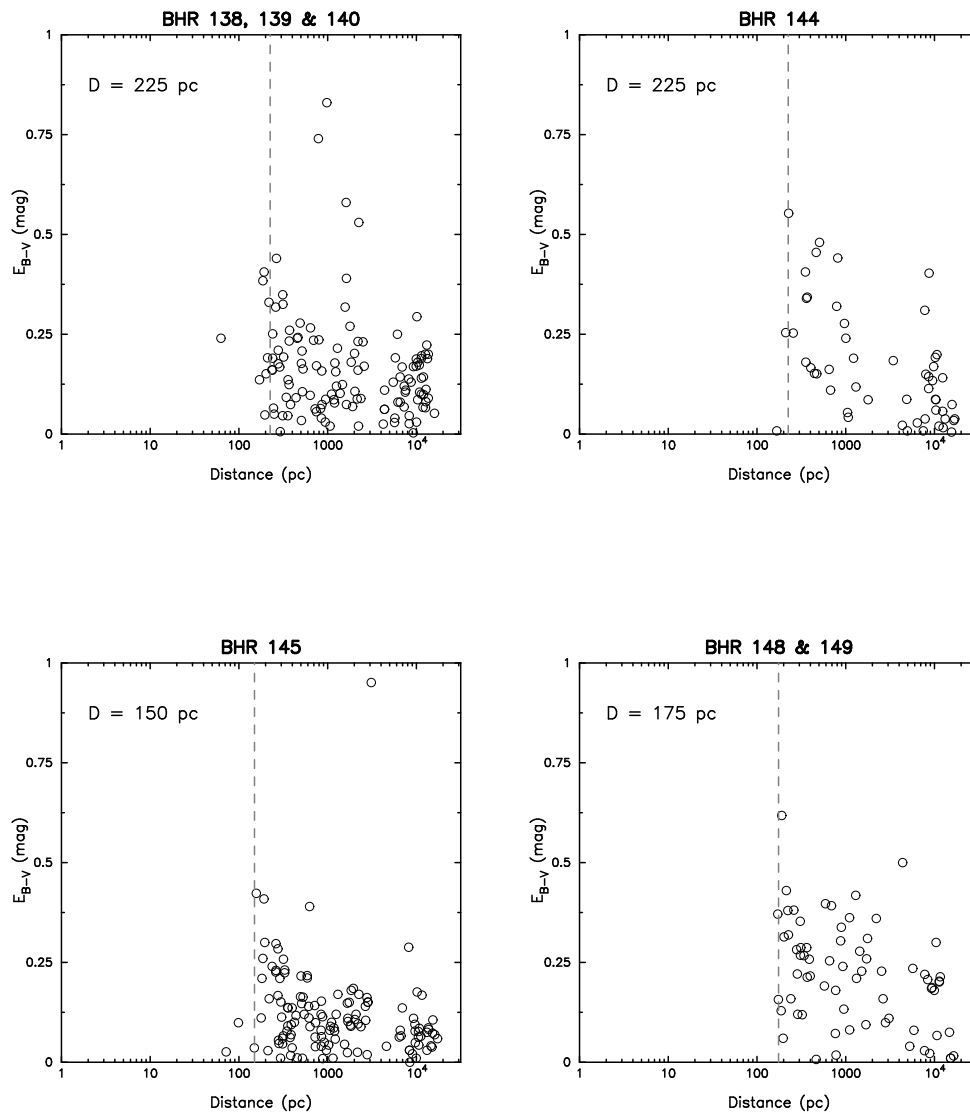 BHR 138, 139 & 140
D = 225 pc
E_B-V (mag)
1
0.75
0.5
0.25
0
1 10 100 1000 10^4
Distance (pc)
BHR 144
D = 225 pc
E_B-V (mag)
1
0.75
0.5
0.25
0
1 10 100 1000 10^4
Distance (pc)
BHR 145
D = 150 pc
E_B-V (mag)
1
0.75
0.5
0.25
0
1 10 100 1000 10^4
Distance (pc)
BHR 148 & 149
D = 175 pc
E_B-V (mag)
1
0.75
0.5
0.25
0
1 10 100 1000 10^4
Distance (pc)